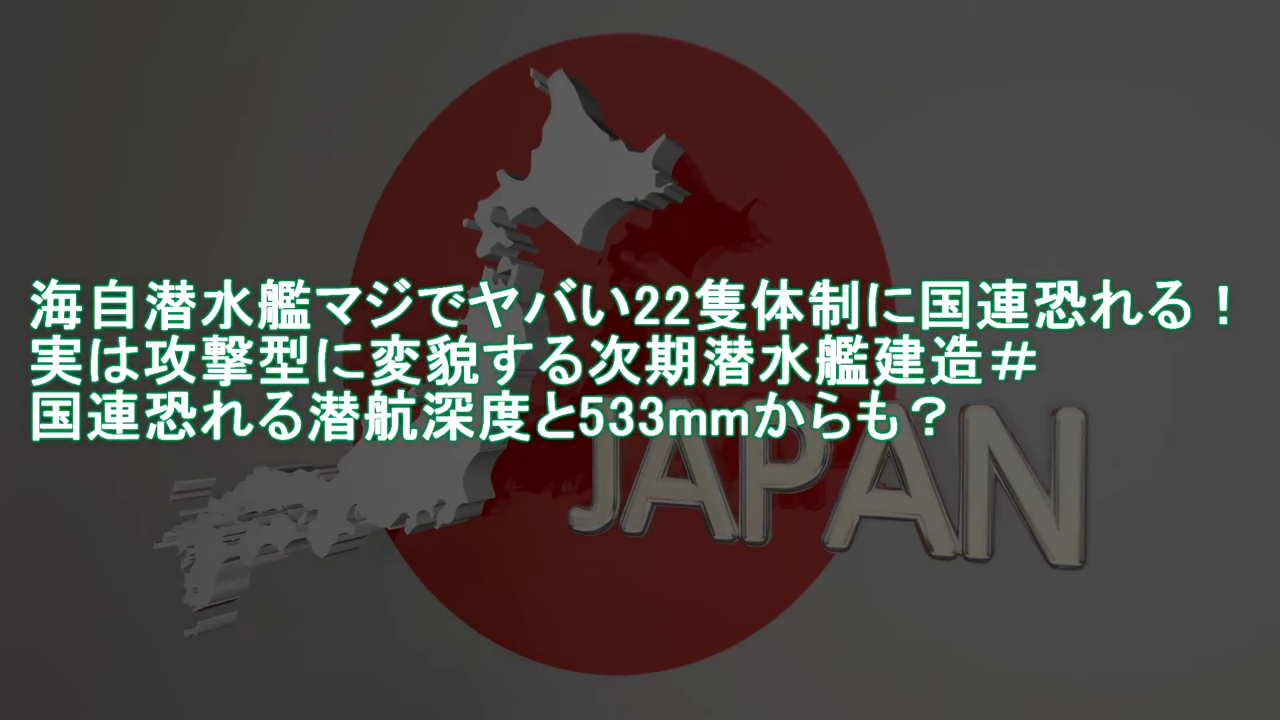 海自潜水艦マジでヤバい22隻体制に国連恐れる！
実は攻撃型に変貌する次期潜水艦建造＃
国連恐れる潜航深度と533mmからも？
JAPAN